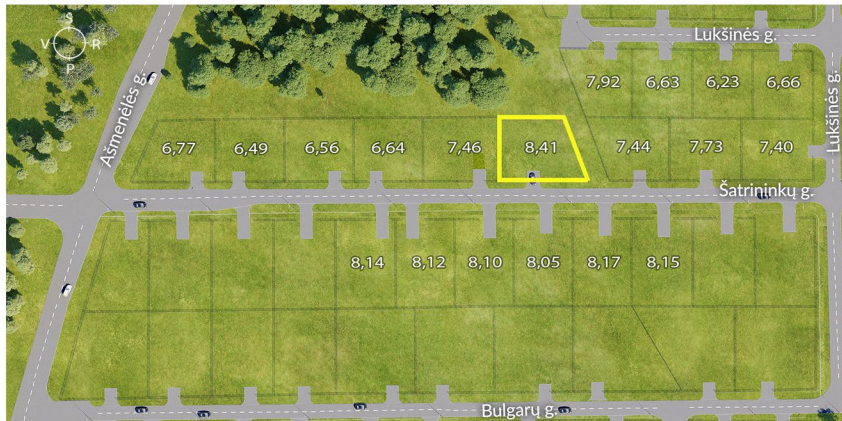 Š
V R
P
Ašmenėlės g.
Lukšinės g.
Lukšinės g.
7,92 6,63 6,23 6,66
6,77 6,49 6,56 6,64 7,46 8,41 7,44 7,73 7,40
Šatrininkų g.
8,14 8,12 8,10 8,05 8,17 8,15
Bulgarų g.